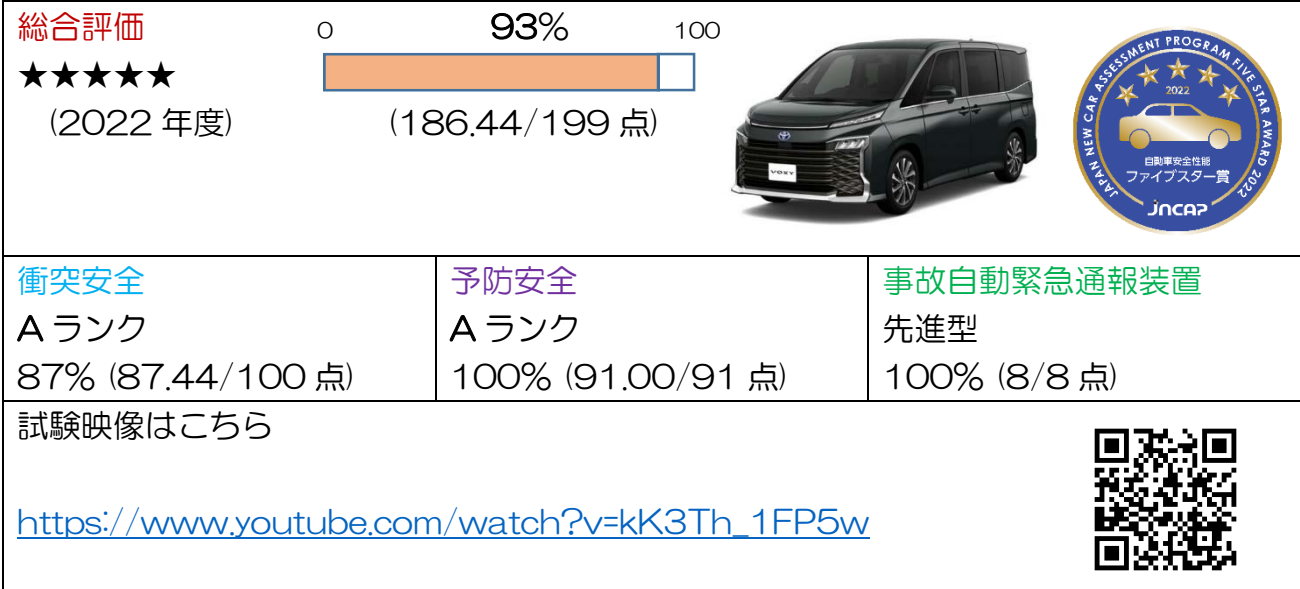 総合評価
0 93% 100
★★★★★
(2022 年度)
(186.44/199 点)
VOXY
JAPAN NEW CAR ASSESSMENT PROGRAM FIVE STAR AWARD 2022
2022
自動車安全性能
ファイブスター賞
JNCAP
衝突安全
A ランク
87% (87.44/100 点)
予防安全
A ランク
100% (91.00/91 点)
事故自動緊急通報装置
先進型
100% (8/8 点)
試験映像はこちら
https://www.youtube.com/watch?v=kK3Th_1FP5w